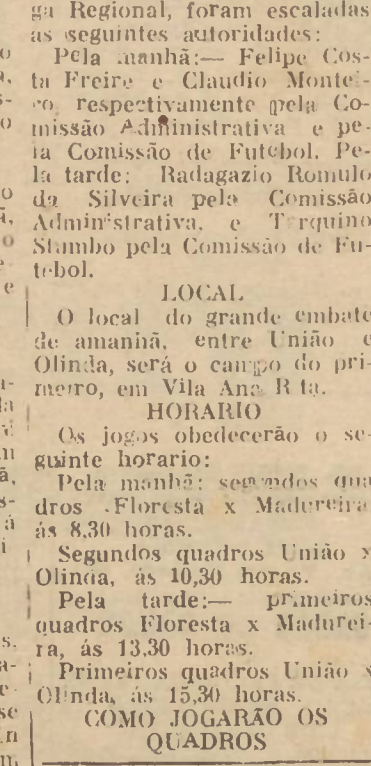 ga Regional, foram escaladas
as seguintes autoridades:
Pela manhã:— Felipe Cos-
ta Freire e Claudio Montei-
ro, respectivamente pela Co-
missão Administrativa e pe-
la Comissão de Futebol. Pe-
la tarde: Radagazio Romulo
da Silveira pela Comissão
Administrativa, e Tarquino
Stambo pela Comissão de Fu-
tebol.
LOCAL
O local do grande embate
de amanhã, entre União e
Olinda, será o campo do pri-
meiro, em Vila Ana Rita.
HORARIO
Os jogos obedecerão o se-
guinte horario:
Pela manhã: segundos qua
dros Floresta x Madureira
ás 8,30 horas.
Segundos quadros União x
Olinda, ás 10,30 horas.
Pela tarde:— primeiros
quadros Floresta x Madurei-
ra, ás 13,30 horas.
Primeiros quadros União x
Olinda, ás 15,30 horas.
COMO JOGARÃO OS
QUADROS